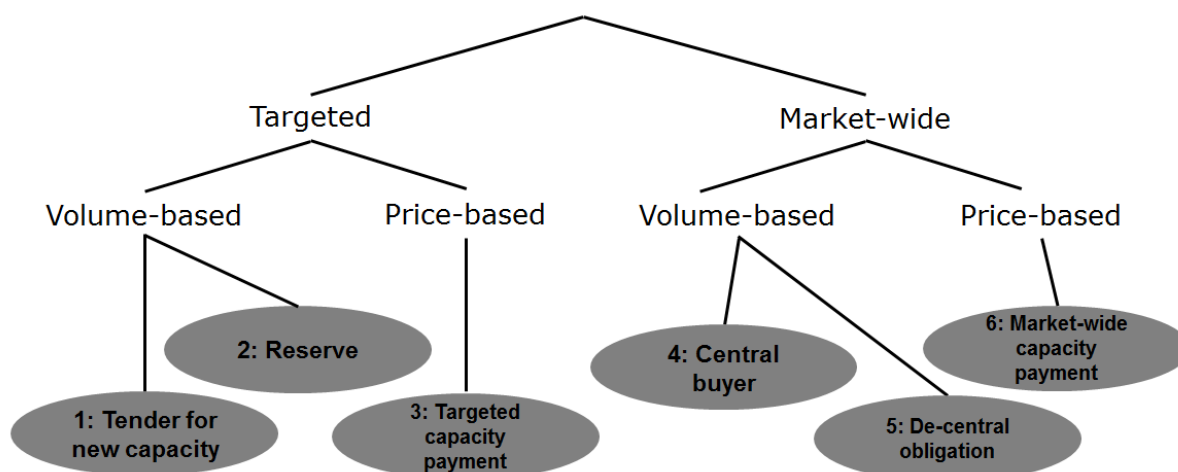 Targeted
Market-wide
Volume-based
Price-based
Volume-based
Price-based
2: Reserve
4: Central
buyer
6: Market-wide
capacity
payment
1: Tender for
new capacity
3: Targeted
capacity
payment
5: De-central
obligation